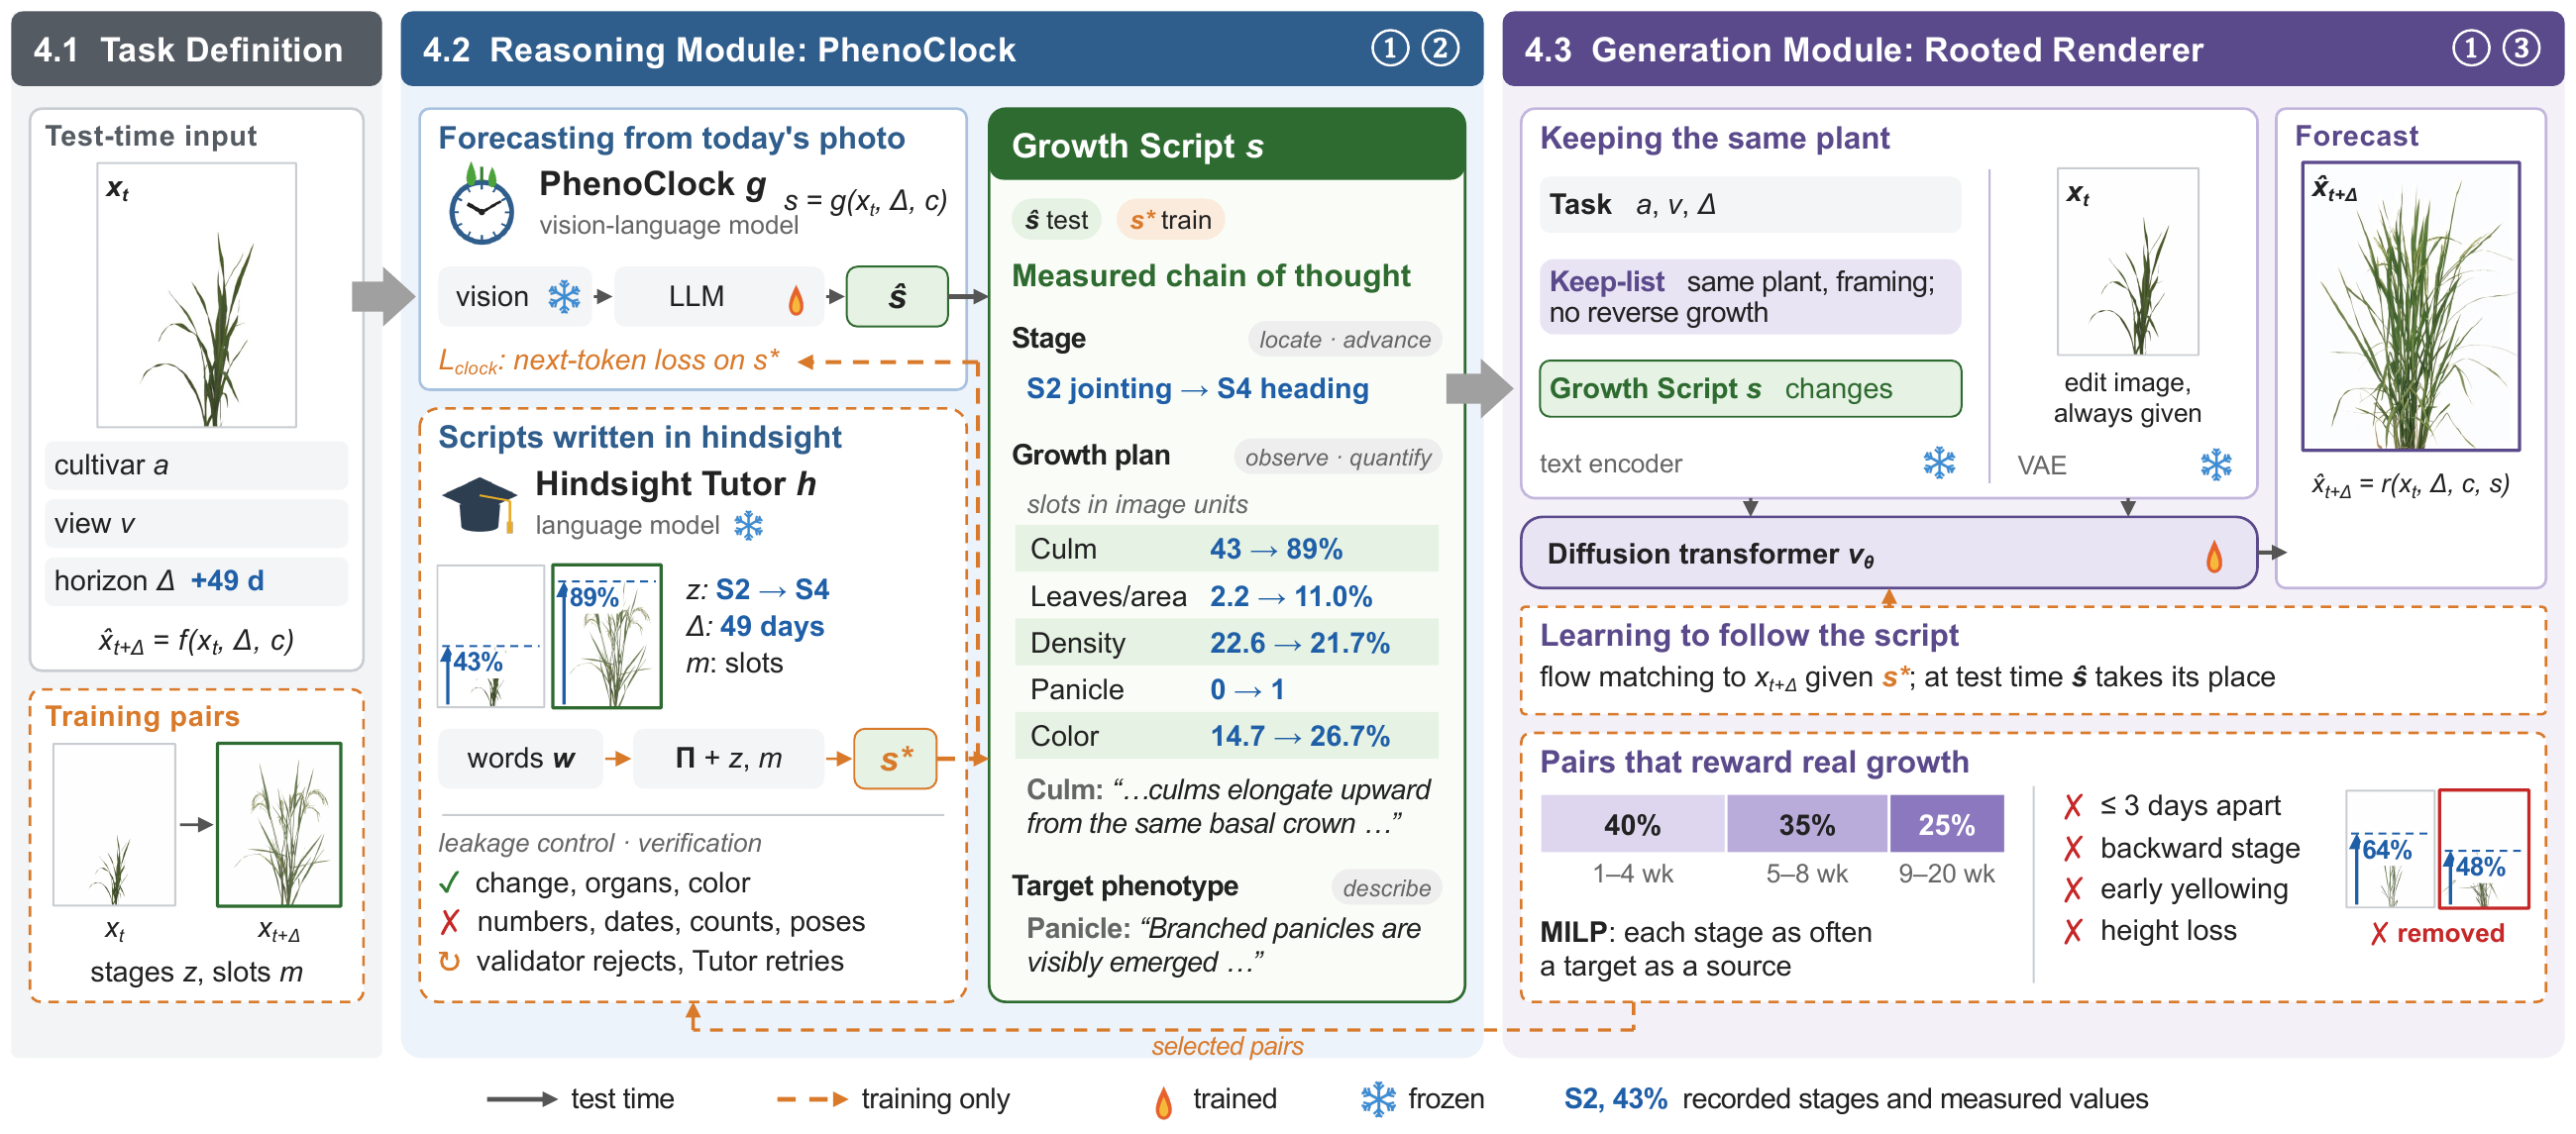 4.1 Task Definition
Test-time input
xt
cultivar a
view v
horizon Δ +49 d
x̂t+Δ = f(xt, Δ, c)
Training pairs
xt
xt+Δ
stages z, slots m
4.2 Reasoning Module: PhenoClock ① ②
Forecasting from today's photo
PhenoClock g
s = g(xt, Δ, c)
vision-language model
vision
LLM
ŝ
Lclock: next-token loss on s*
Scripts written in hindsight
Hindsight Tutor h
language model
43%
89%
z: S2 → S4
Δ: 49 days
m: slots
words w
Π + z, m
s*
leakage control · verification
✓ change, organs, color
✗ numbers, dates, counts, poses
↻ validator rejects, Tutor retries
Growth Script s
ŝ test
s* train
Measured chain of thought
Stage
locate · advance
S2 jointing → S4 heading
Growth plan
observe · quantify
slots in image units
Culm 43 → 89%
Leaves/area 2.2 → 11.0%
Density 22.6 → 21.7%
Panicle 0 → 1
Color 14.7 → 26.7%
Culm: “…culms elongate upward
from the same basal crown …”
Target phenotype
describe
Panicle: “Branched panicles are
visibly emerged …”
4.3 Generation Module: Rooted Renderer ① ③
Keeping the same plant
Task a, v, Δ
Keep-list same plant, framing;
no reverse growth
Growth Script s changes
text encoder
xt
edit image,
always given
VAE
Forecast
x̂t+Δ
x̂t+Δ = r(xt, Δ, c, s)
Diffusion transformer vθ
Learning to follow the script
flow matching to xt+Δ given s*; at test time ŝ takes its place
Pairs that reward real growth
40% 35% 25%
1–4 wk 5–8 wk 9–20 wk
MILP: each stage as often
a target as a source
✗ ≤ 3 days apart
✗ backward stage
✗ early yellowing
✗ height loss
64%
48%
✗ removed
selected pairs
test time
training only
trained
frozen
S2, 43% recorded stages and measured values